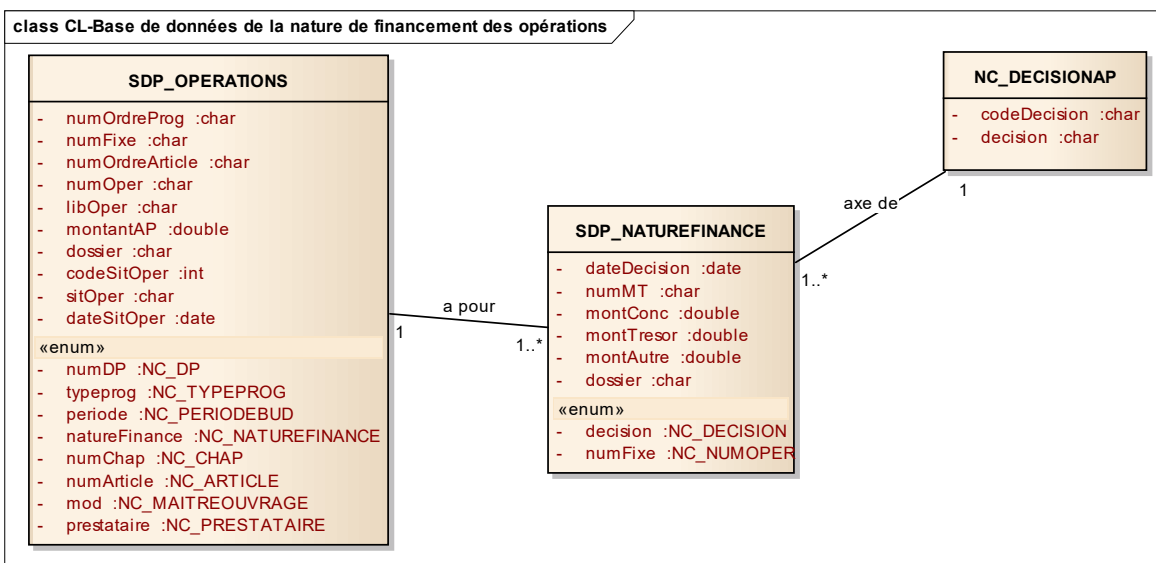 class CL-Base de données de la nature de financement des opérations
SDP_OPERATIONS
- numOrdreProg :char
- numFixe :char
- numOrdreArticle :char
- numOper :char
- libOper :char
- montantAP :double
- dossier :char
- codeSitOper :int
- sitOper :char
- dateSitOper :date
«enum»
- numDP :NC_DP
- typeprog :NC_TYPEPROG
- periode :NC_PERIODEBUD
- natureFinance :NC_NATUREFINANCE
- numChap :NC_CHAP
- numArticle :NC_ARTICLE
- mod :NC_MAITREOUVRAGE
- prestataire :NC_PRESTATAIRE
1
a pour
1..*
SDP_NATUREFINANCE
- dateDecision :date
- numMT :char
- montConc :double
- montTresor :double
- montAutre :double
- dossier :char
«enum»
- decision :NC_DECISION
- numFixe :NC_NUMOPER
1..*
axe de
1
NC_DECISIONAP
- codeDecision :char
- decision :char